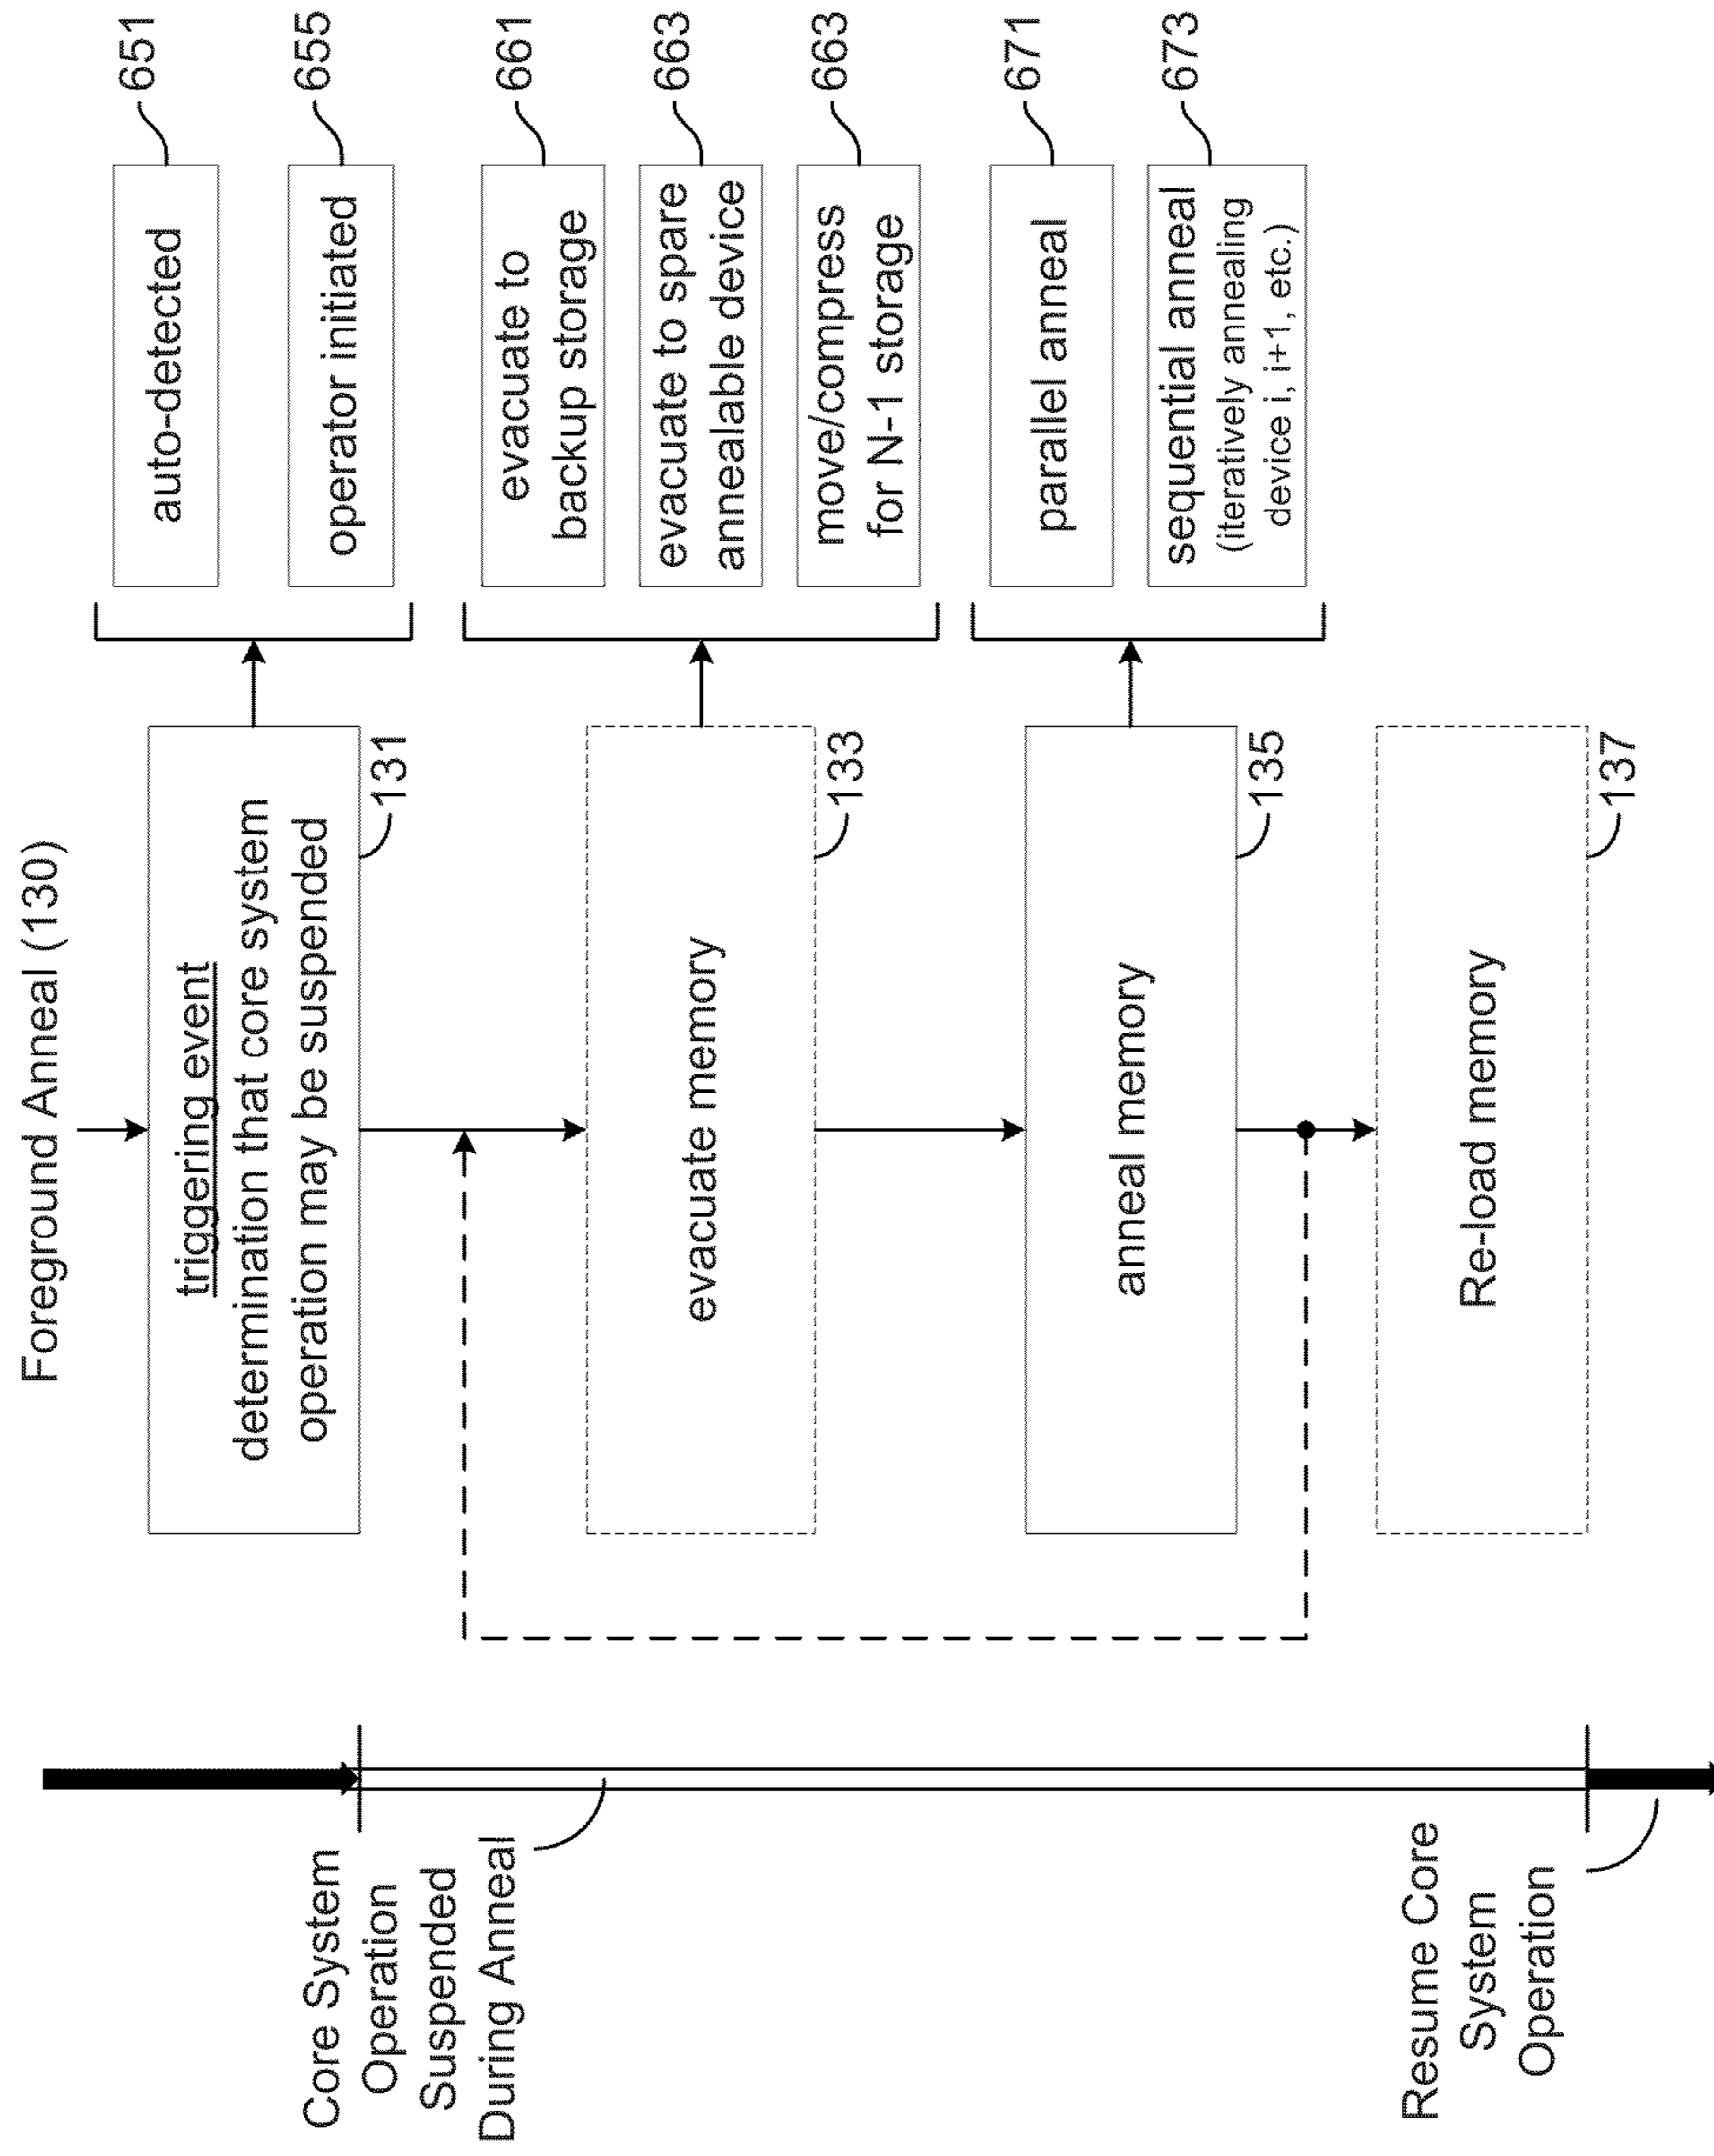 Foreground Anneal (130)
triggering event
determination that core system
operation may be suspended
131
auto-detected
651
operator initiated
655
evacuate memory
133
evacuate to
backup storage
661
evacuate to spare
annealable device
663
move/compress
for N-1 storage
663
anneal memory
135
parallel anneal
671
sequential anneal
(iteratively annealing
device i, i+1, etc.)
673
Re-load memory
137
Core System
Operation
Suspended
During Anneal
Resume Core
System
Operation